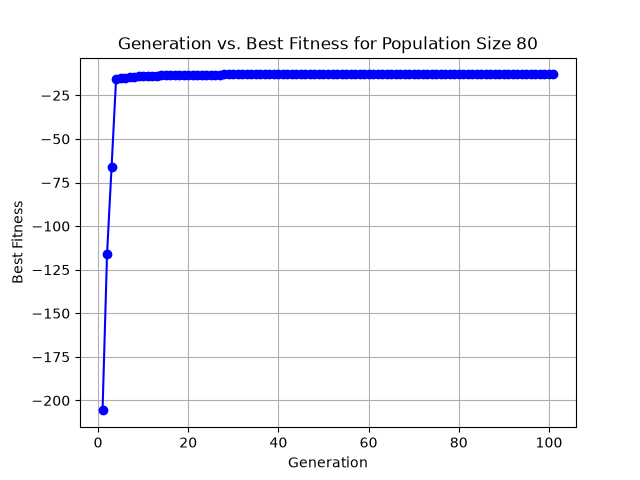 Generation vs. Best Fitness for Population Size 80
Best Fitness
−25
−50
−75
−100
−125
−150
−175
−200
0 20 40 60 80 100
Generation